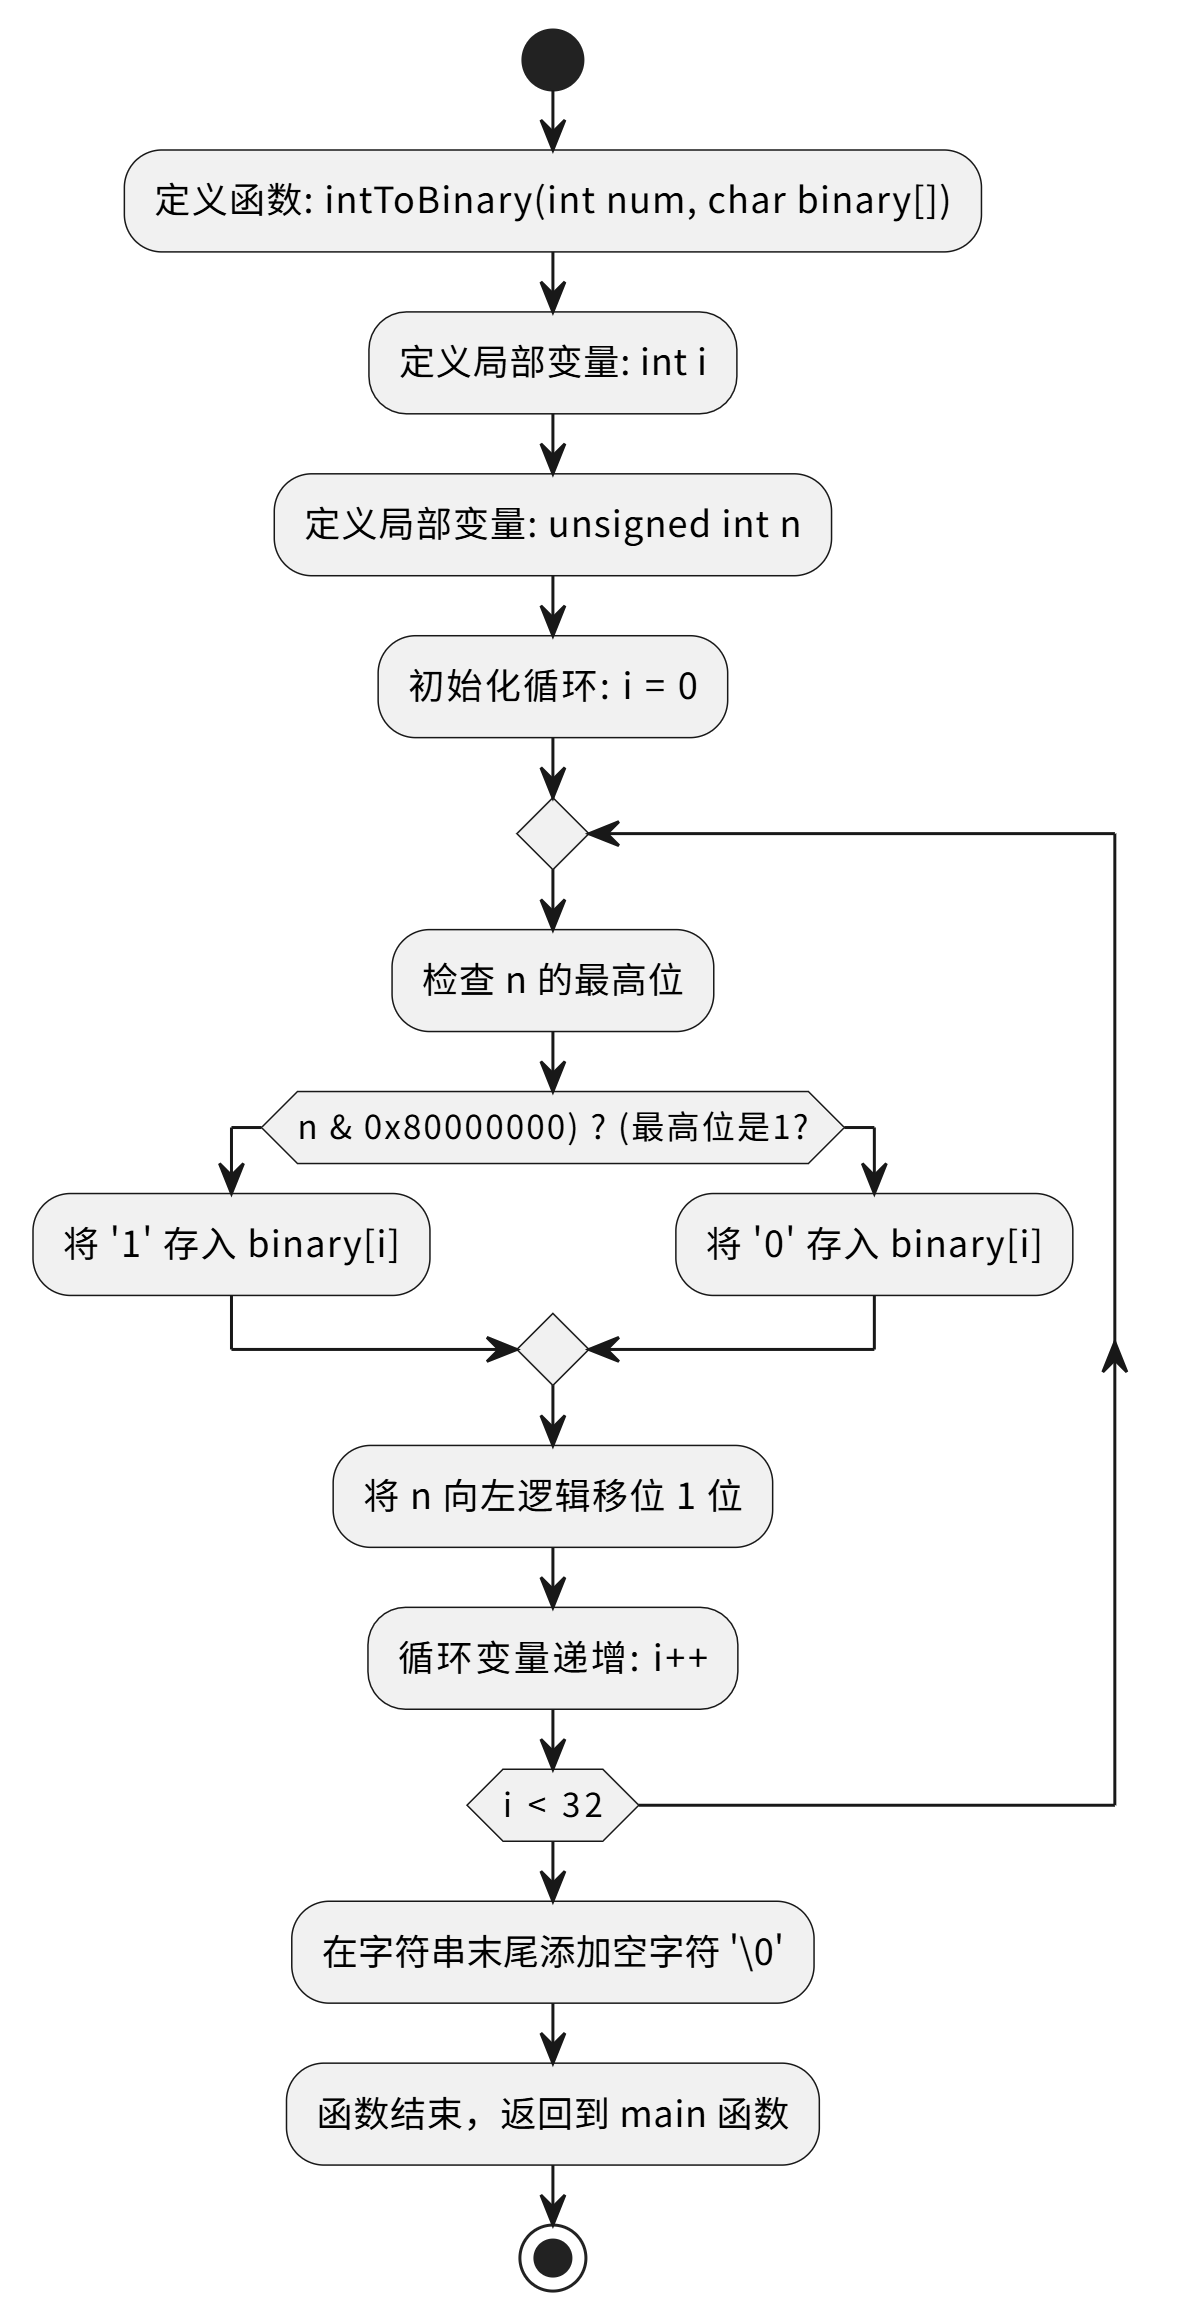 定义函数: intToBinary(int num, char binary[])
定义局部变量: int i
定义局部变量: unsigned int n
初始化循环: i = 0
检查 n 的最高位
n & 0x80000000) ? (最高位是1?
将 '1' 存入 binary[i]
将 '0' 存入 binary[i]
将 n 向左逻辑移位 1 位
循环变量递增: i++
i < 32
在字符串末尾添加空字符 '\0'
函数结束，返回到 main 函数